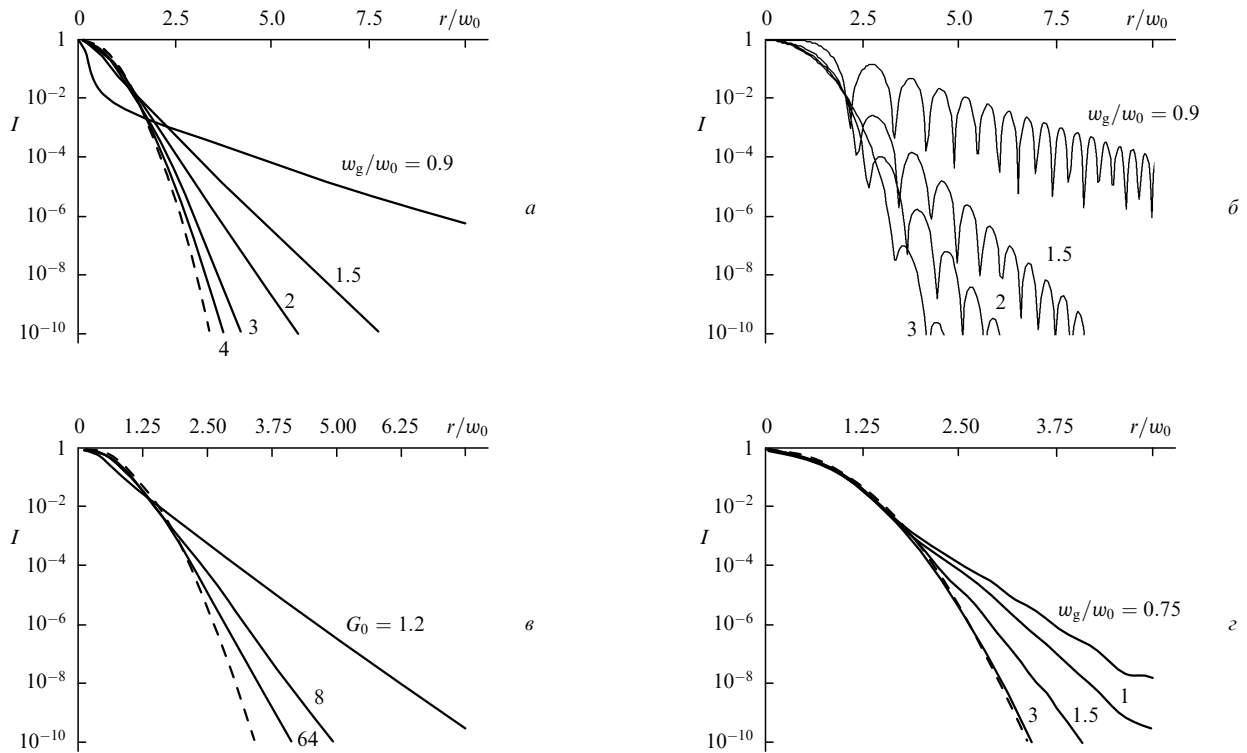 0 2.5 5.0 7.5 r/w₀
1
10⁻²
I
10⁻⁴
10⁻⁶
10⁻⁸
10⁻¹⁰
w_g/w₀ = 0.9
1.5
2
3
4
а
0 2.5 5.0 7.5 r/w₀
1
10⁻²
I
10⁻⁴
10⁻⁶
10⁻⁸
10⁻¹⁰
w_g/w₀ = 0.9
1.5
2
3
б
0 1.25 2.50 3.75 5.00 6.25 r/w₀
1
10⁻²
I
10⁻⁴
10⁻⁶
10⁻⁸
10⁻¹⁰
G₀ = 1.2
8
64
в
0 1.25 2.50 3.75 r/w₀
1
10⁻²
I
10⁻⁴
10⁻⁶
10⁻⁸
10⁻¹⁰
w_g/w₀ = 0.75
1
1.5
3
г